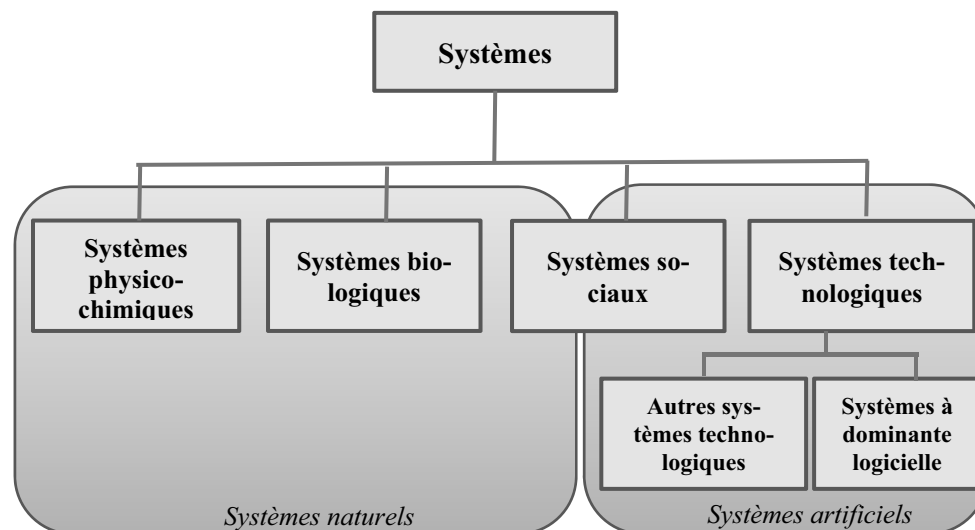 Systèmes
Systèmes
physico-
chimiques
Systèmes bio-
logiques
Systèmes so-
ciaux
Systèmes tech-
nologiques
Autres sys-
tèmes techno-
logiques
Systèmes à
dominante
logicielle
Systèmes naturels
Systèmes artificiels